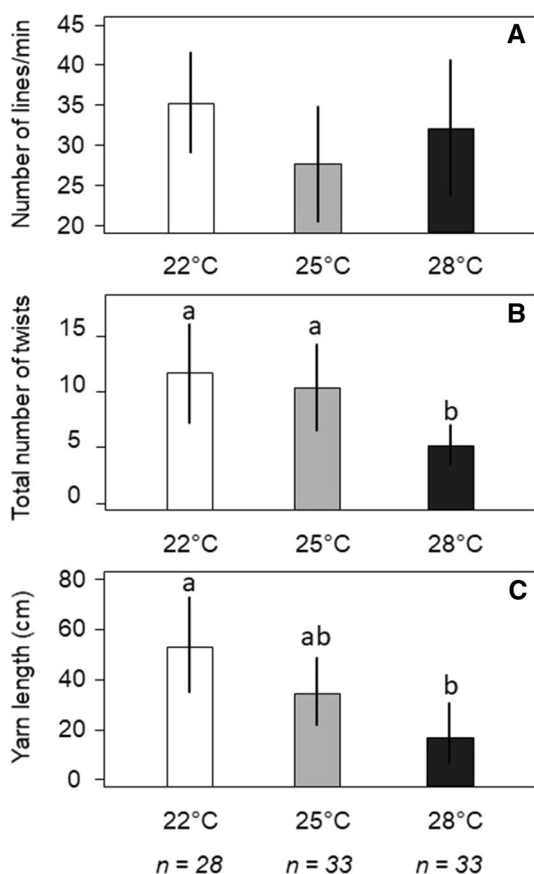 A
Number of lines/min
45
40
35
30
25
20
22°C 25°C 28°C
B
Total number of twists
15
10
5
0
a a b
22°C 25°C 28°C
C
Yarn length (cm)
80
60
40
20
0
a ab b
22°C 25°C 28°C
n = 28 n = 33 n = 33